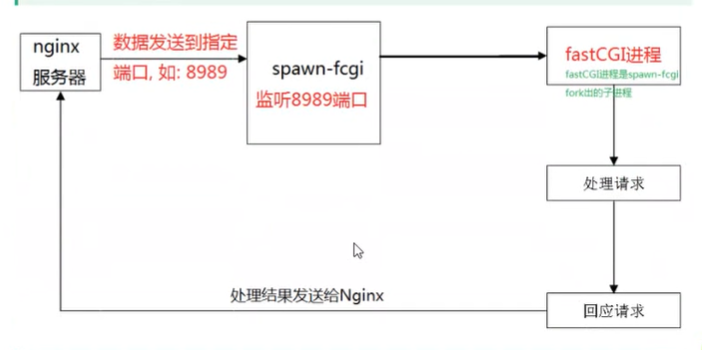 nginx
服务器
数据发送到指定
端口, 如: 8989
spawn-fcgi
监听8989端口
fastCGI进程
fastCGI进程是spawn-fcgi
fork出的子进程
处理请求
处理结果发送给Nginx
回应请求